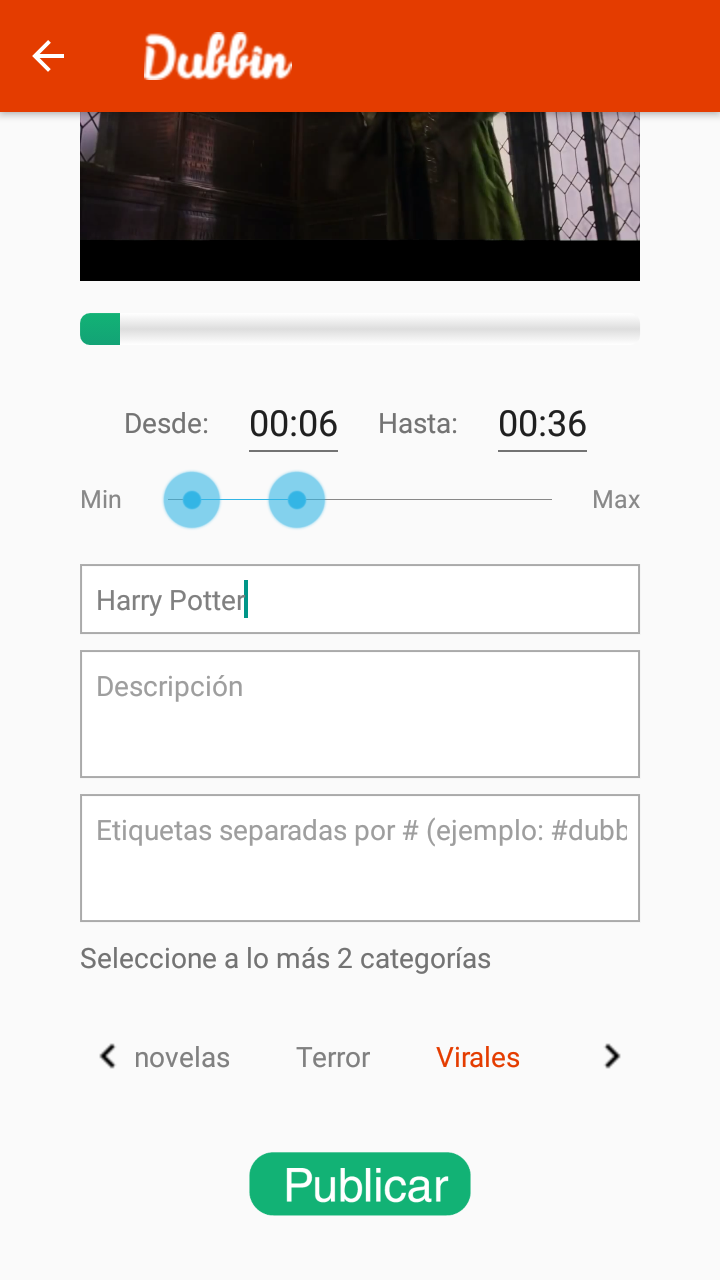 Dubbin
Desde: 00:06 Hasta: 00:36
Min Max
Harry Potter
Descripción
Etiquetas separadas por # (ejemplo: #dubb
Seleccione a lo más 2 categorías
novelas Terror Virales
Publicar